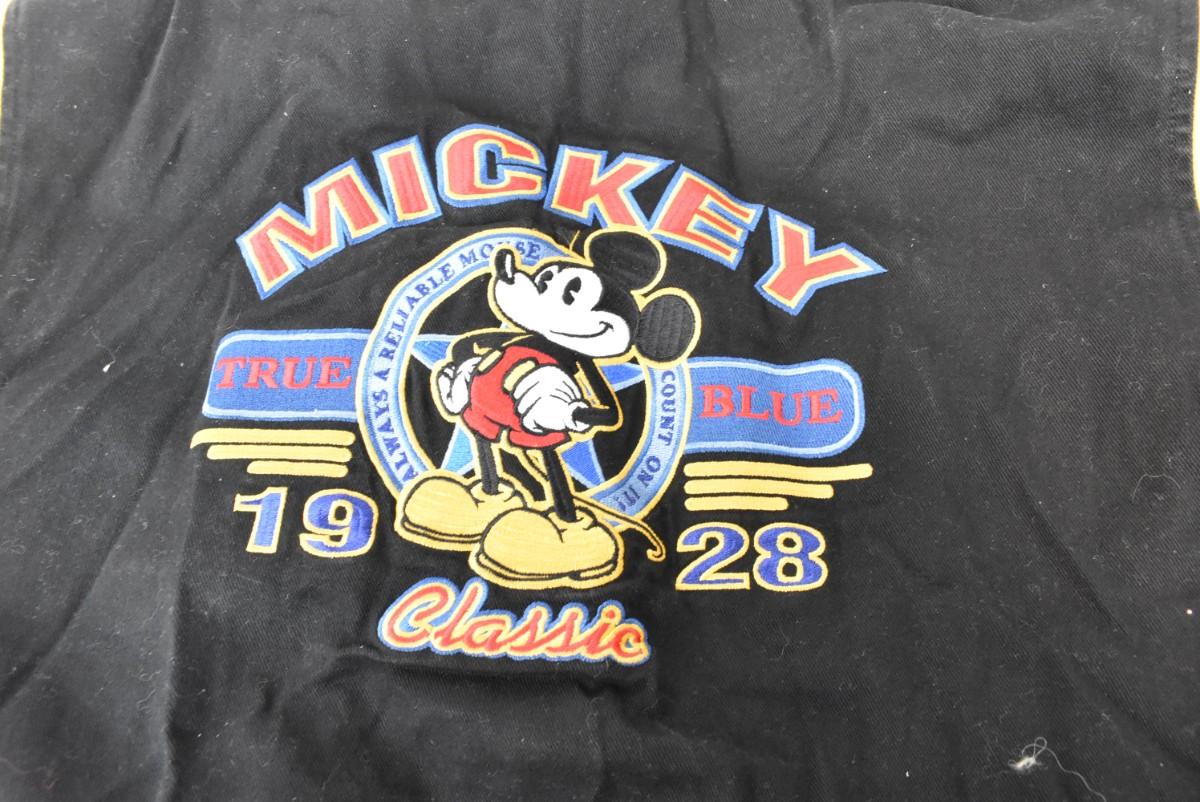 MICKEY
ALWAYS A RELIABLE MOUSE
COUNT ON IT!
TRUE BLUE
19 28
Classic